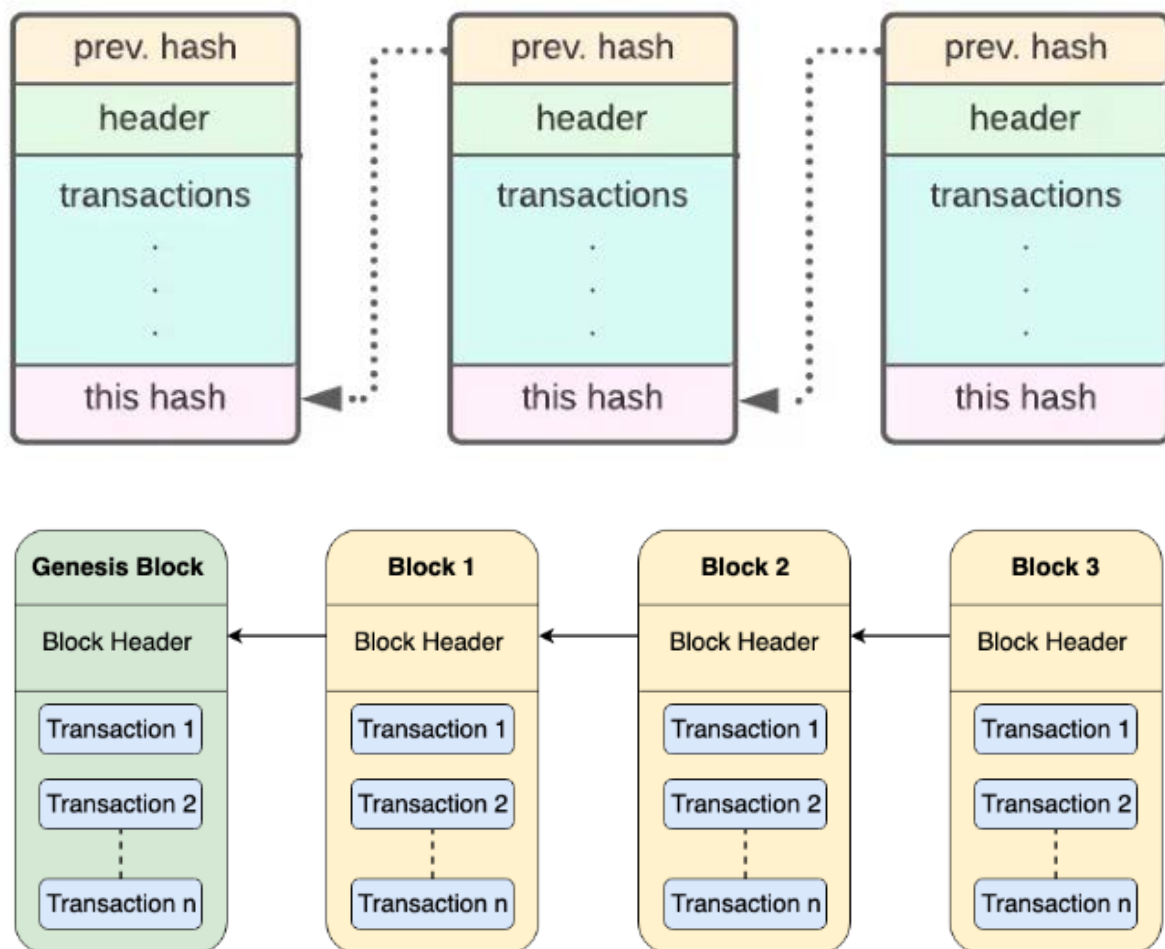 prev. hash
prev. hash
prev. hash
header
header
header
transactions
transactions
transactions
this hash
this hash
this hash
Genesis Block
Block 1
Block 2
Block 3
Block Header
Block Header
Block Header
Block Header
Transaction 1
Transaction 1
Transaction 1
Transaction 1
Transaction 2
Transaction 2
Transaction 2
Transaction 2
Transaction n
Transaction n
Transaction n
Transaction n